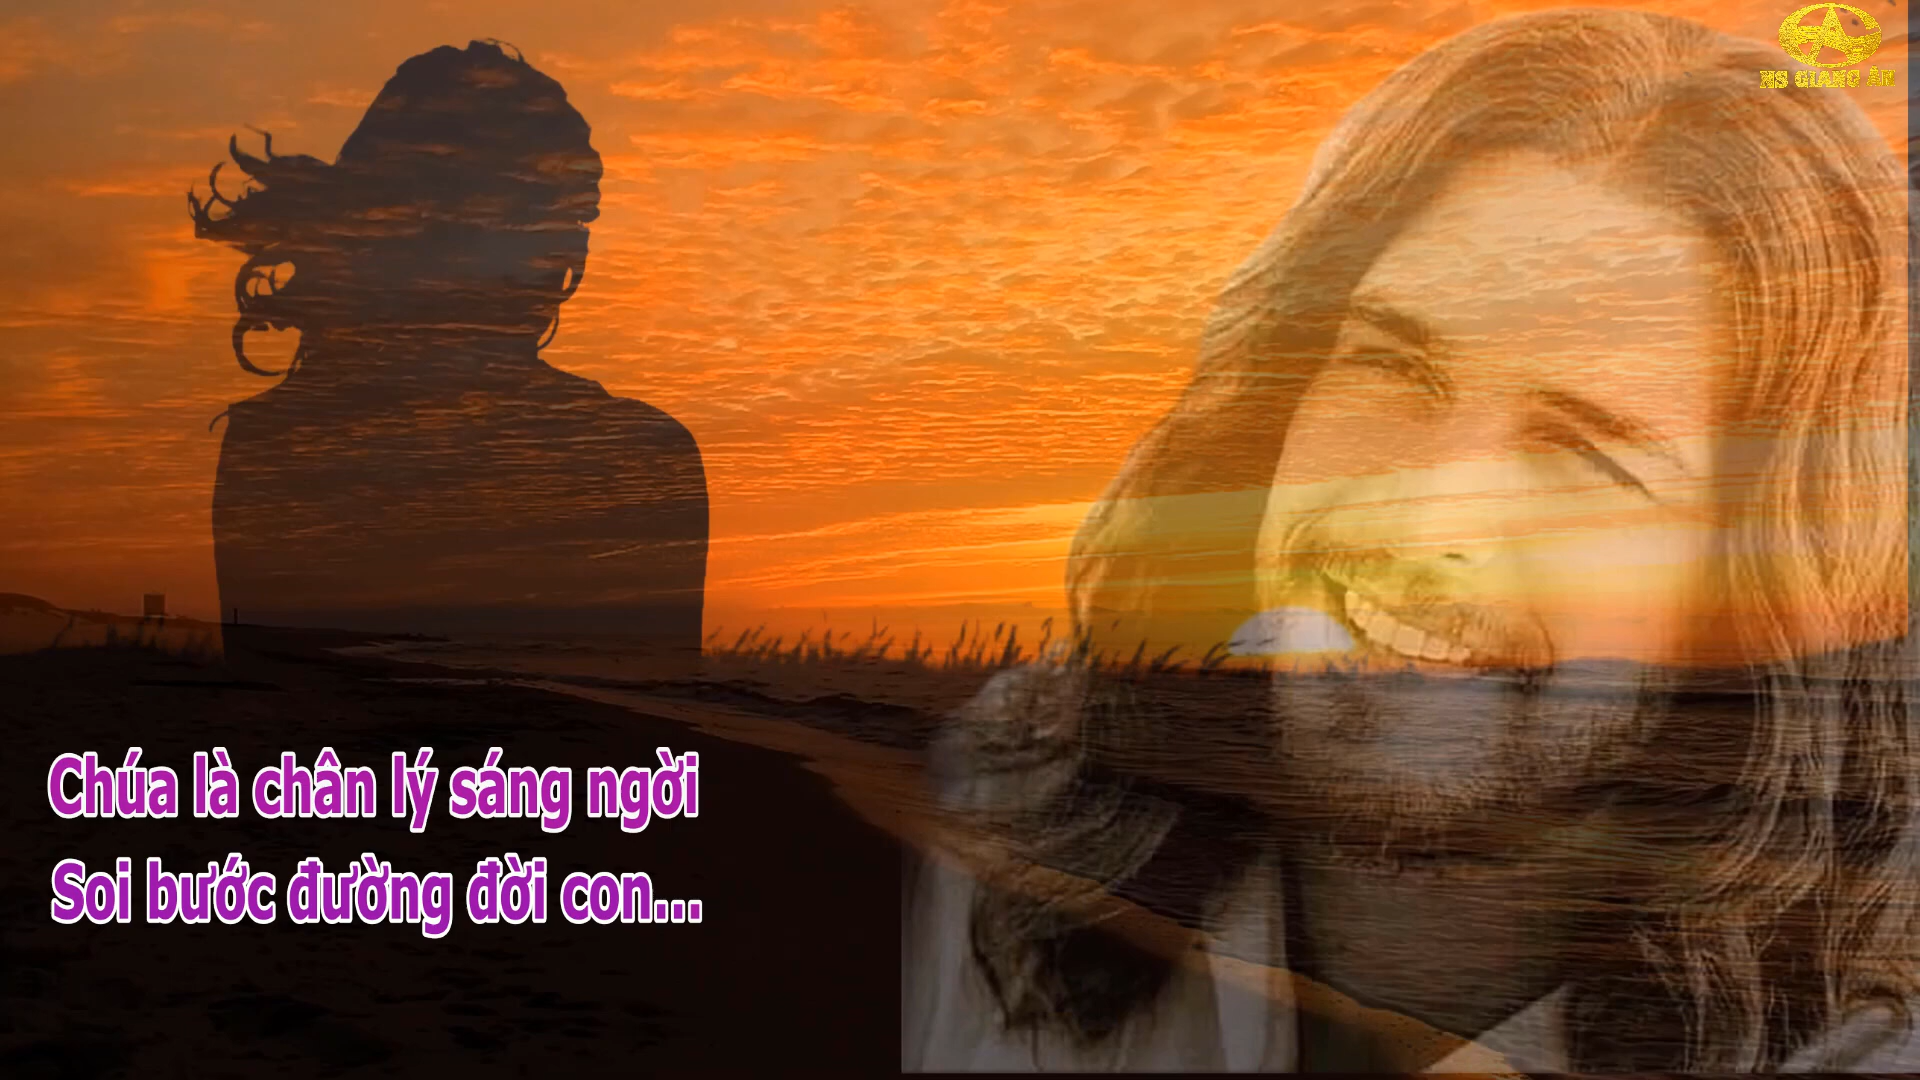 NS GIANG ÂN
Chúa là chân lý sáng ngời
Soi bước đường đời con...